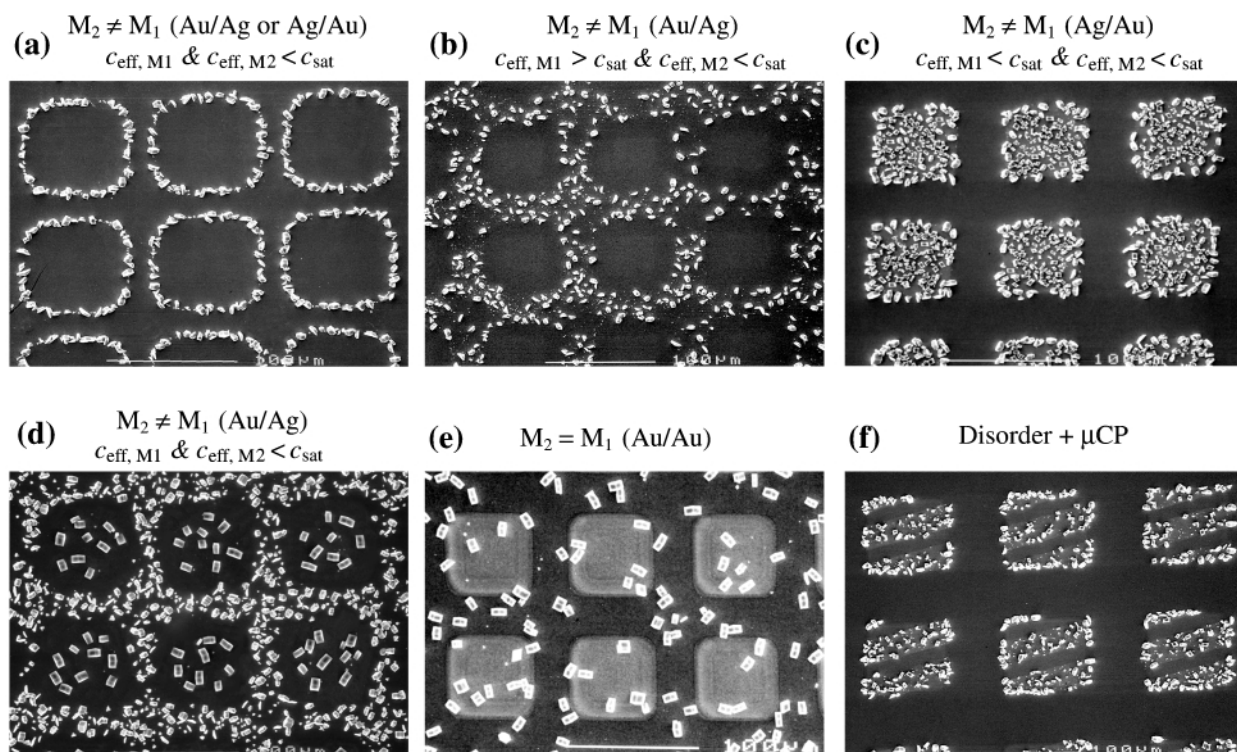 (a) M₂ ≠ M₁ (Au/Ag or Ag/Au)
c_eff, M1 & c_eff, M2 < c_sat
(b) M₂ ≠ M₁ (Au/Ag)
c_eff, M1 > c_sat & c_eff, M2 < c_sat
(c) M₂ ≠ M₁ (Ag/Au)
c_eff, M1 < c_sat & c_eff, M2 < c_sat
100µm
100µm
100µm
(d) M₂ ≠ M₁ (Au/Ag)
c_eff, M1 & c_eff, M2 < c_sat
(e) M₂ = M₁ (Au/Au)
(f) Disorder + µCP